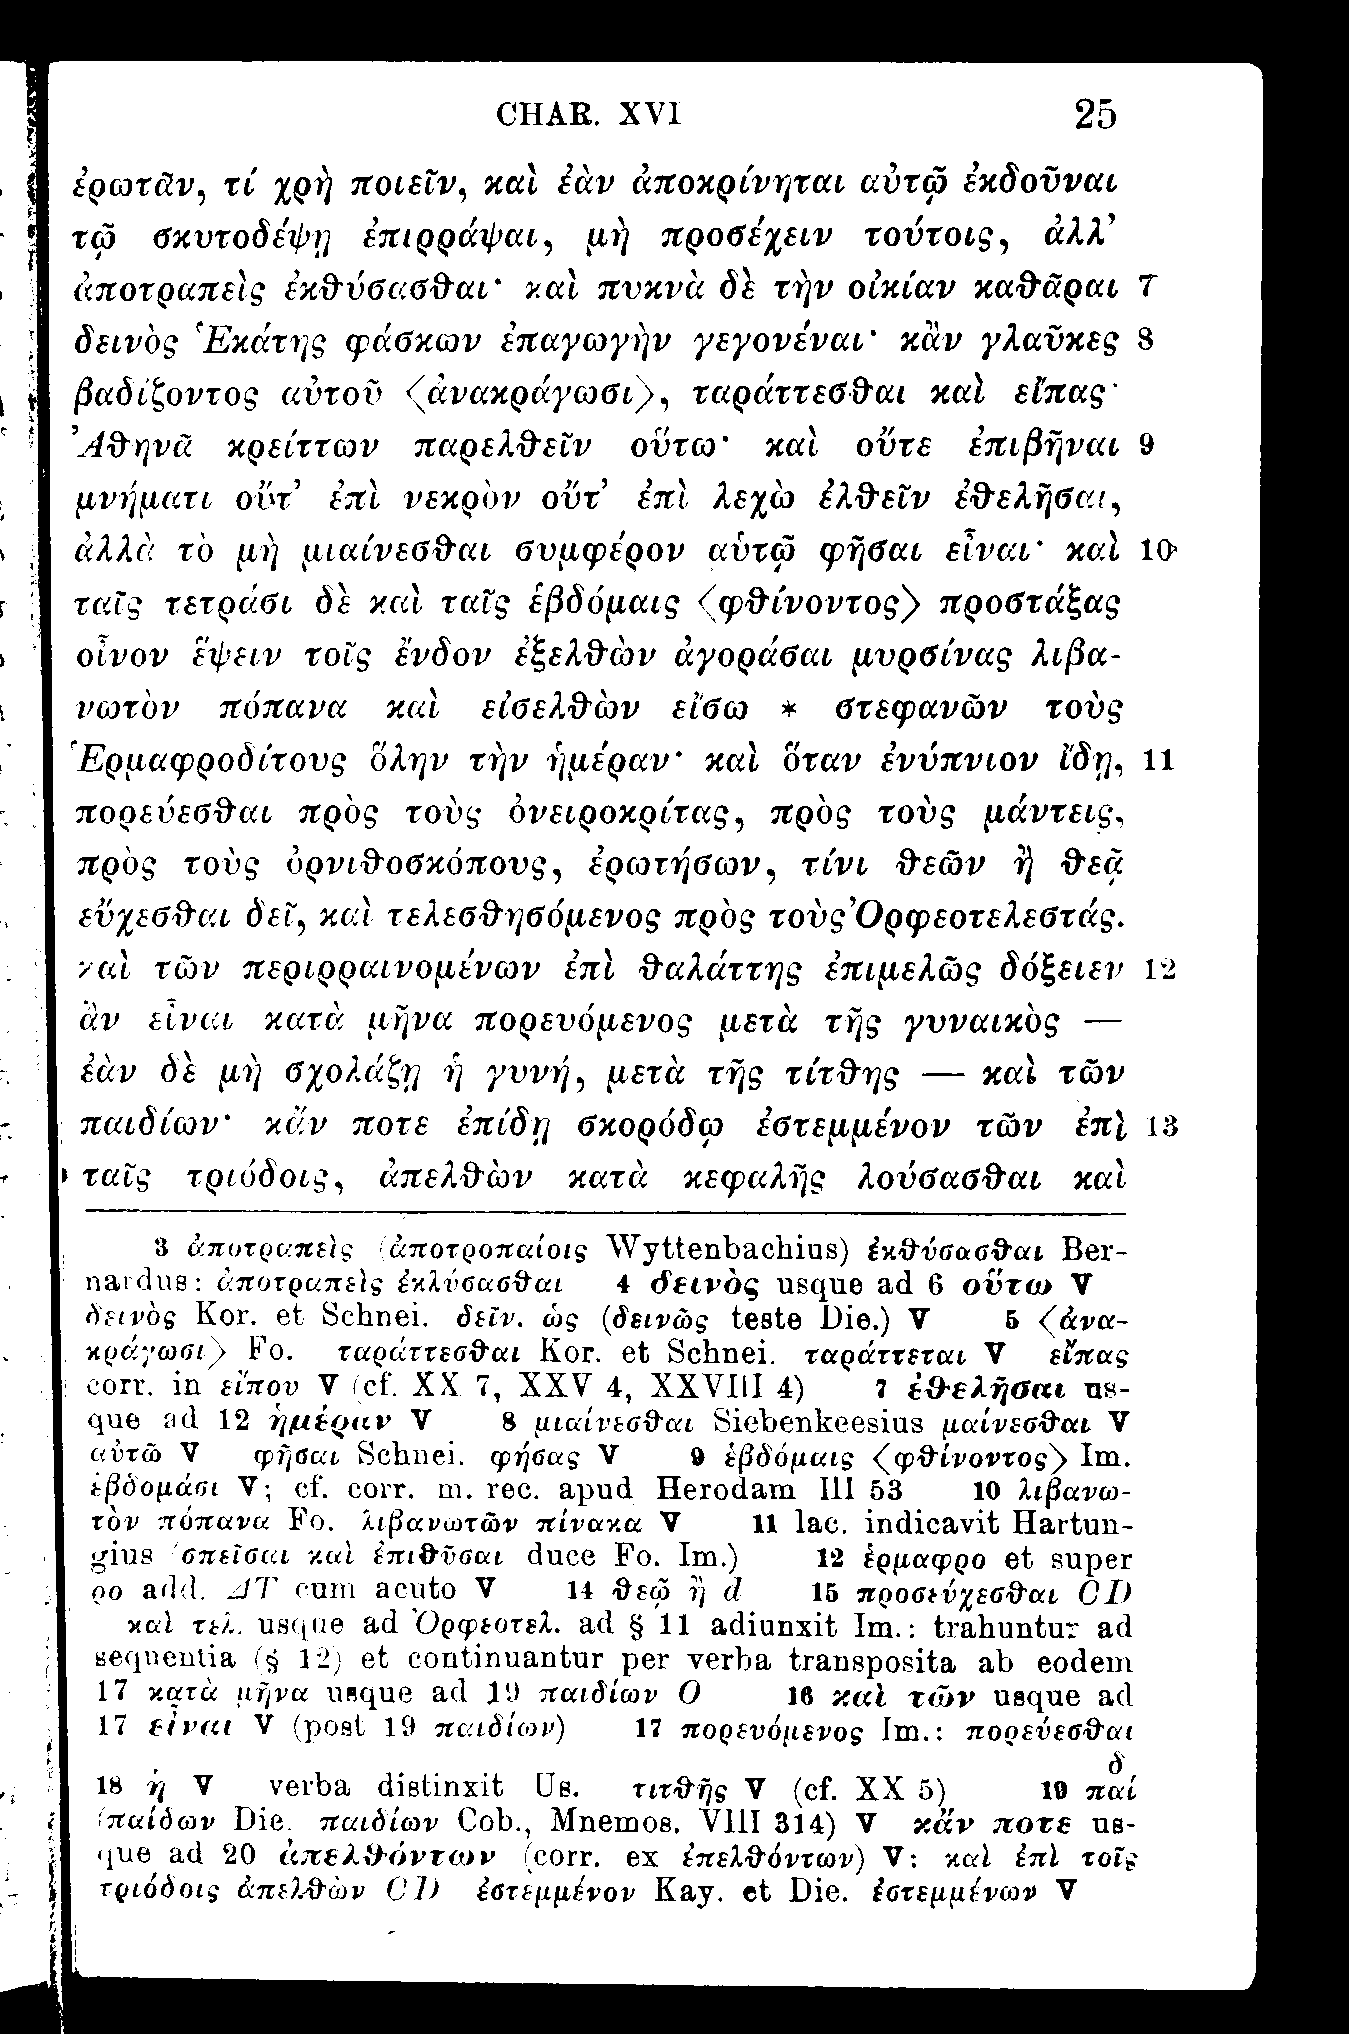 CHAR. XVI 25
ἐρωτᾶν, τί χρὴ ποιεῖν, καὶ ἐὰν ἀποκρίνηται αὐτῷ ἐκδοῦναι
τῷ σκυτοδέψῃ ἐπιρράψαι, μὴ προσέχειν τούτοις, ἀλλ’
ἀποτραπεὶς ἐκθύσασθαι· καὶ πυκνὰ δὲ τὴν οἰκίαν καθᾶραι 7
δεινὸς Ἑκάτης φάσκων ἐπαγωγὴν γεγονέναι· κἂν γλαῦκες 8
βαδίζοντος αὐτοῦ ⟨ἀνακράγωσι⟩, ταράττεσθαι καὶ εἴπας·
Ἀθηνᾶ κρείττων παρελθεῖν οὕτω· καὶ οὔτε ἐπιβῆναι 9
μνήματι οὔτ’ ἐπὶ νεκρὸν οὔτ’ ἐπὶ λεχὼ ἐλθεῖν ἐθελῆσαι,
ἀλλὰ τὸ μὴ μιαίνεσθαι συμφέρον αὑτῷ φῆσαι εἶναι· καὶ 10
ταῖς τετράσι δὲ καὶ ταῖς ἑβδόμαις ⟨φθίνοντος⟩ προστάξας
οἶνον ἕψειν τοῖς ἔνδον ἐξελθὼν ἀγοράσαι μυρσίνας λιβα-
νωτὸν πόπανα καὶ εἰσελθὼν εἴσω * στεφανῶν τοὺς
Ἑρμαφροδίτους ὅλην τὴν ἡμέραν· καὶ ὅταν ἐνύπνιον ἴδῃ, 11
πορεύεσθαι πρὸς τοὺς ὀνειροκρίτας, πρὸς τοὺς μάντεις,
πρὸς τοὺς ὀρνιθοσκόπους, ἐρωτήσων, τίνι θεῶν ἢ θεᾷ
εὔχεσθαι δεῖ, καὶ τελεσθησόμενος πρὸς τοὺς Ὀρφεοτελεστάς.
καὶ τῶν περιρραινομένων ἐπὶ θαλάττης ἐπιμελῶς δόξειεν 12
ἂν εἶναι κατὰ μῆνα πορευόμενος μετὰ τῆς γυναικὸς —
ἐὰν δὲ μὴ σχολάζῃ ἡ γυνή, μετὰ τῆς τίτθης — καὶ τῶν
παιδίων· κἄν ποτε ἐπίδῃ σκορόδῳ ἐστεμμένον τῶν ἐπὶ 13
ταῖς τριόδοις, ἀπελθὼν κατὰ κεφαλῆς λούσασθαι καὶ
3 ἀποτραπεὶς (ἀποτροπαίοις Wyttenbachius) ἐκθύσασθαι Ber-
nardus: ἀποτραπεὶς ἐκλύσασθαι 4 δεινὸς usque ad 6 οὕτω V
δεινὸς Kor. et Schnei. δεῖν. ὡς (δεινῶς teste Die.) V 5 ⟨ἀνα-
κράγωσι⟩ Fo. ταράττεσθαι Kor. et Schnei. ταράττεται V εἴπας
corr. in εἴπου V (cf. XX 7, XXV 4, XXVIII 4) 7 ἐθελῆσαι us-
que ad 12 ἡμέραν V 8 μιαίνεσθαι Siebenkeesius μαίνεσθαι V
αὐτῶ V φῆσαι Schnei. φήσας V 9 ἑβδόμαις ⟨φθίνοντος⟩ Im.
ἑβδομάσι V; cf. corr. m. rec. apud Herodam III 53 10 λιβανω-
τὸν πόπανα Fo. λιβανωτῶν πίνακα V 11 lac. indicavit Hartun-
gius (σπεῖσαι καὶ ἐπιθῦσαι duce Fo. Im.) 12 ἑρμαφρο et super
ρο add. ΔΤ cum acuto V 14 θεῷ ἢ d 15 προσεύχεσθαι CD
καὶ τελ. usque ad Ὀρφεοτελ. ad § 11 adiunxit Im.: trahuntur ad
sequentia (§ 12) et continuantur per verba transposita ab eodem
17 κατὰ μῆνα usque ad 19 παιδίων O 16 καὶ τῶν usque ad
17 εἶναι V (post 19 παιδίων) 17 πορευόμενος Im.: πορεύεσθαι
18 ἡ V verba distinxit Us. τιτθῆς V (cf. XX 5) 19 παί^δ
(παίδων Die. παιδίων Cob., Mnemos. VIII 314) V κἄν ποτε us-
que ad 20 ἀπελθόντων (corr. ex ἐπελθόντων) V: καὶ ἐπὶ τοῖς
τριόδοις ἀπελθὼν CD ἐστεμμένον Kay. et Die. ἐστεμμένων V